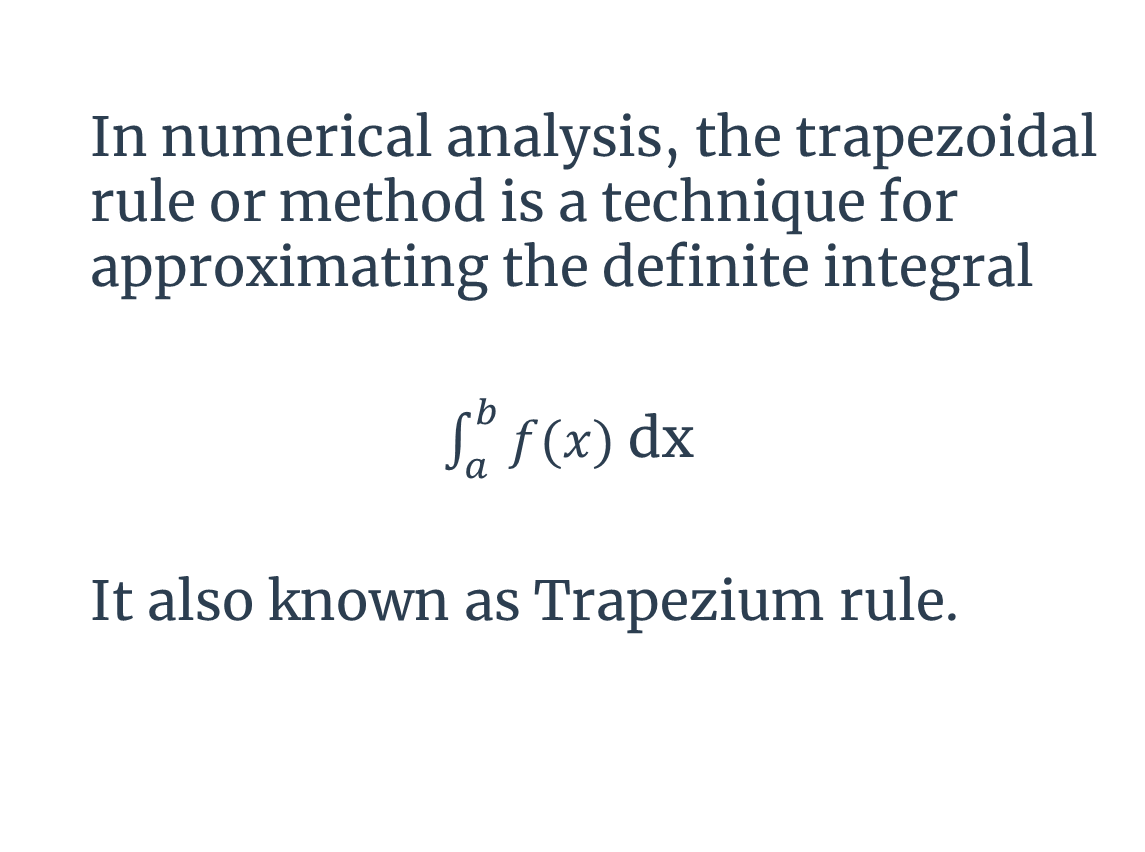 In numerical analysis, the trapezoidal
rule or method is a technique for
approximating the definite integral
∫_a^b f(x) dx
It also known as Trapezium rule.